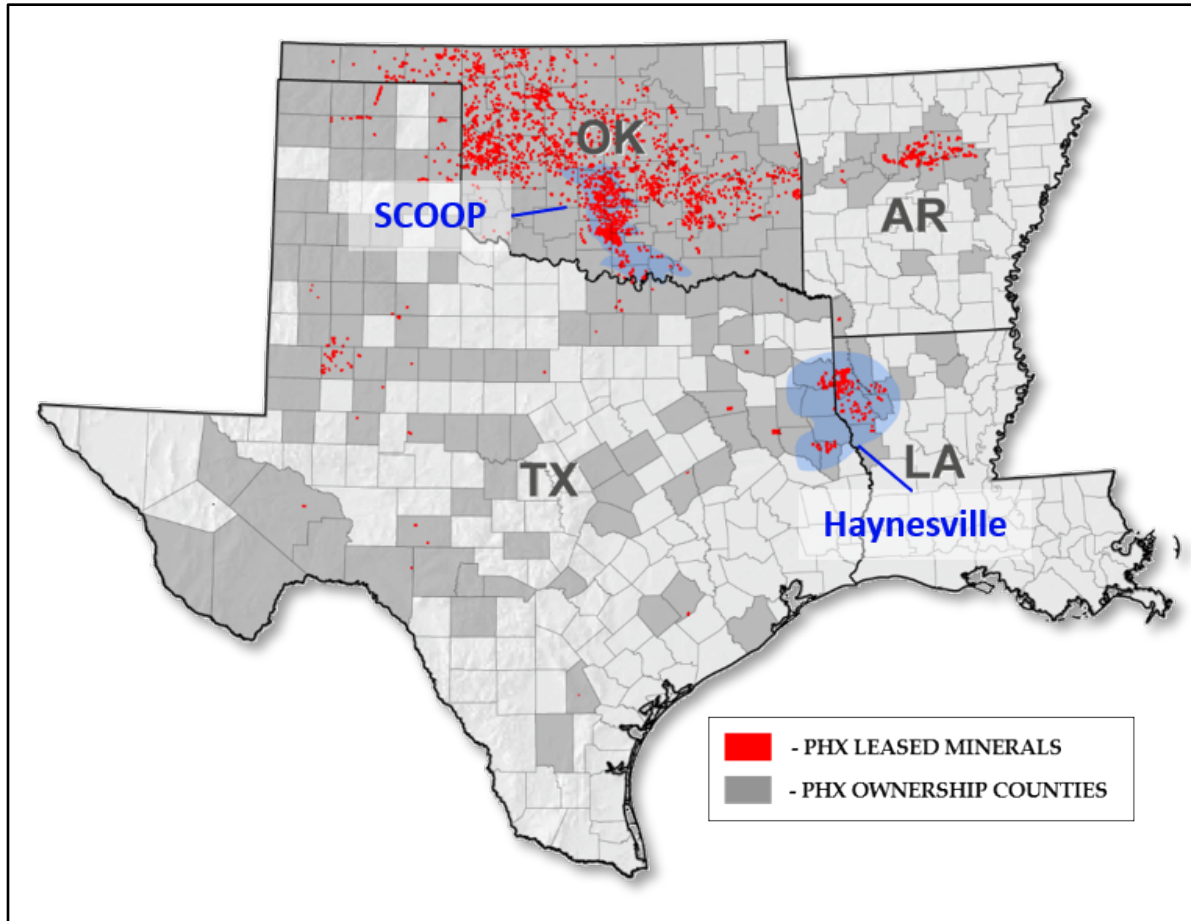 OK
SCOOP
AR
TX
LA
Haynesville
- PHX LEASED MINERALS
- PHX OWNERSHIP COUNTIES